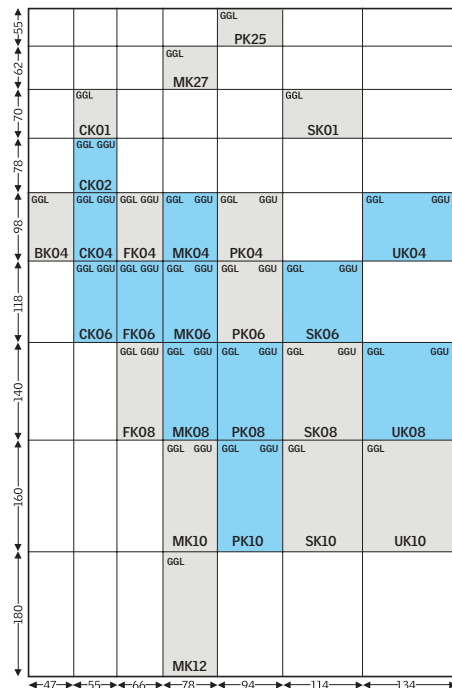 55
GGL
PK25
62
GGL
MK27
70
GGL GGL
CK01 SK01
78
GGL GGU
CK02
98
GGL GGL GGU GGL GGU GGL GGU GGL GGU GGL GGU
BK04 CK04 FK04 MK04 PK04 UK04
118
GGL GGU GGL GGU GGL GGU GGL GGU GGL GGU
CK06 FK06 MK06 PK06 SK06
140
GGL GGU GGL GGU GGL GGU GGL GGU GGL GGU
FK08 MK08 PK08 SK08 UK08
160
GGL GGU GGL GGU GGL GGL
MK10 PK10 SK10 UK10
180
GGL
MK12
47 55 66 78 94 114 134